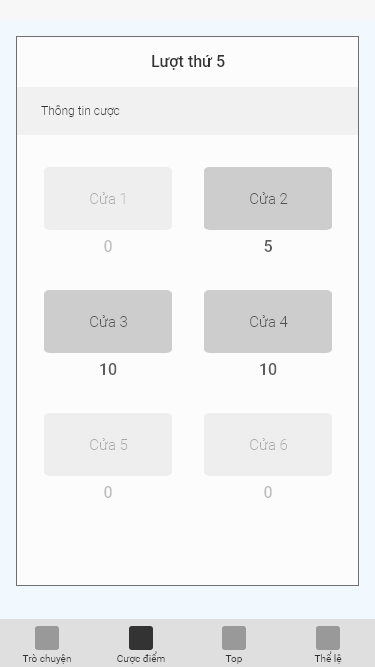 Lượt thứ 5
Thông tin cược
Cửa 1
Cửa 2
0
5
Cửa 3
Cửa 4
10
10
Cửa 5
Cửa 6
0
0
Trò chuyện
Cược điểm
Top
Thể lệ